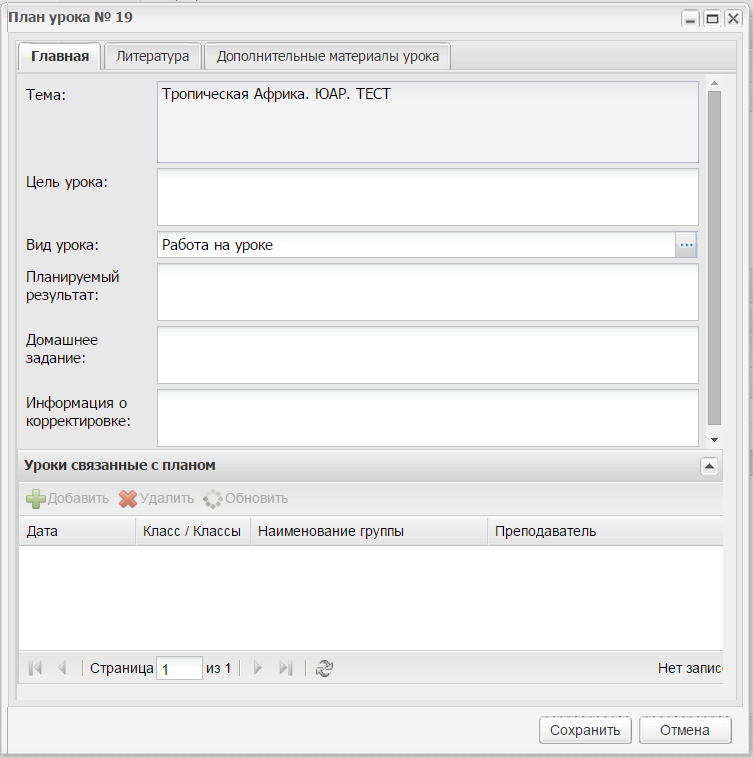 План урока № 19
Главная Литература Дополнительные материалы урока
Тема: Тропическая Африка. ЮАР. ТЕСТ
Цель урока:
Вид урока: Работа на уроке
Планируемый
результат:
Домашнее
задание:
Информация о
корректировке:
Уроки связанные с планом
Добавить Удалить Обновить
Дата Класс / Классы Наименование группы Преподаватель
Страница 1 из 1 Нет записе
Сохранить Отмена